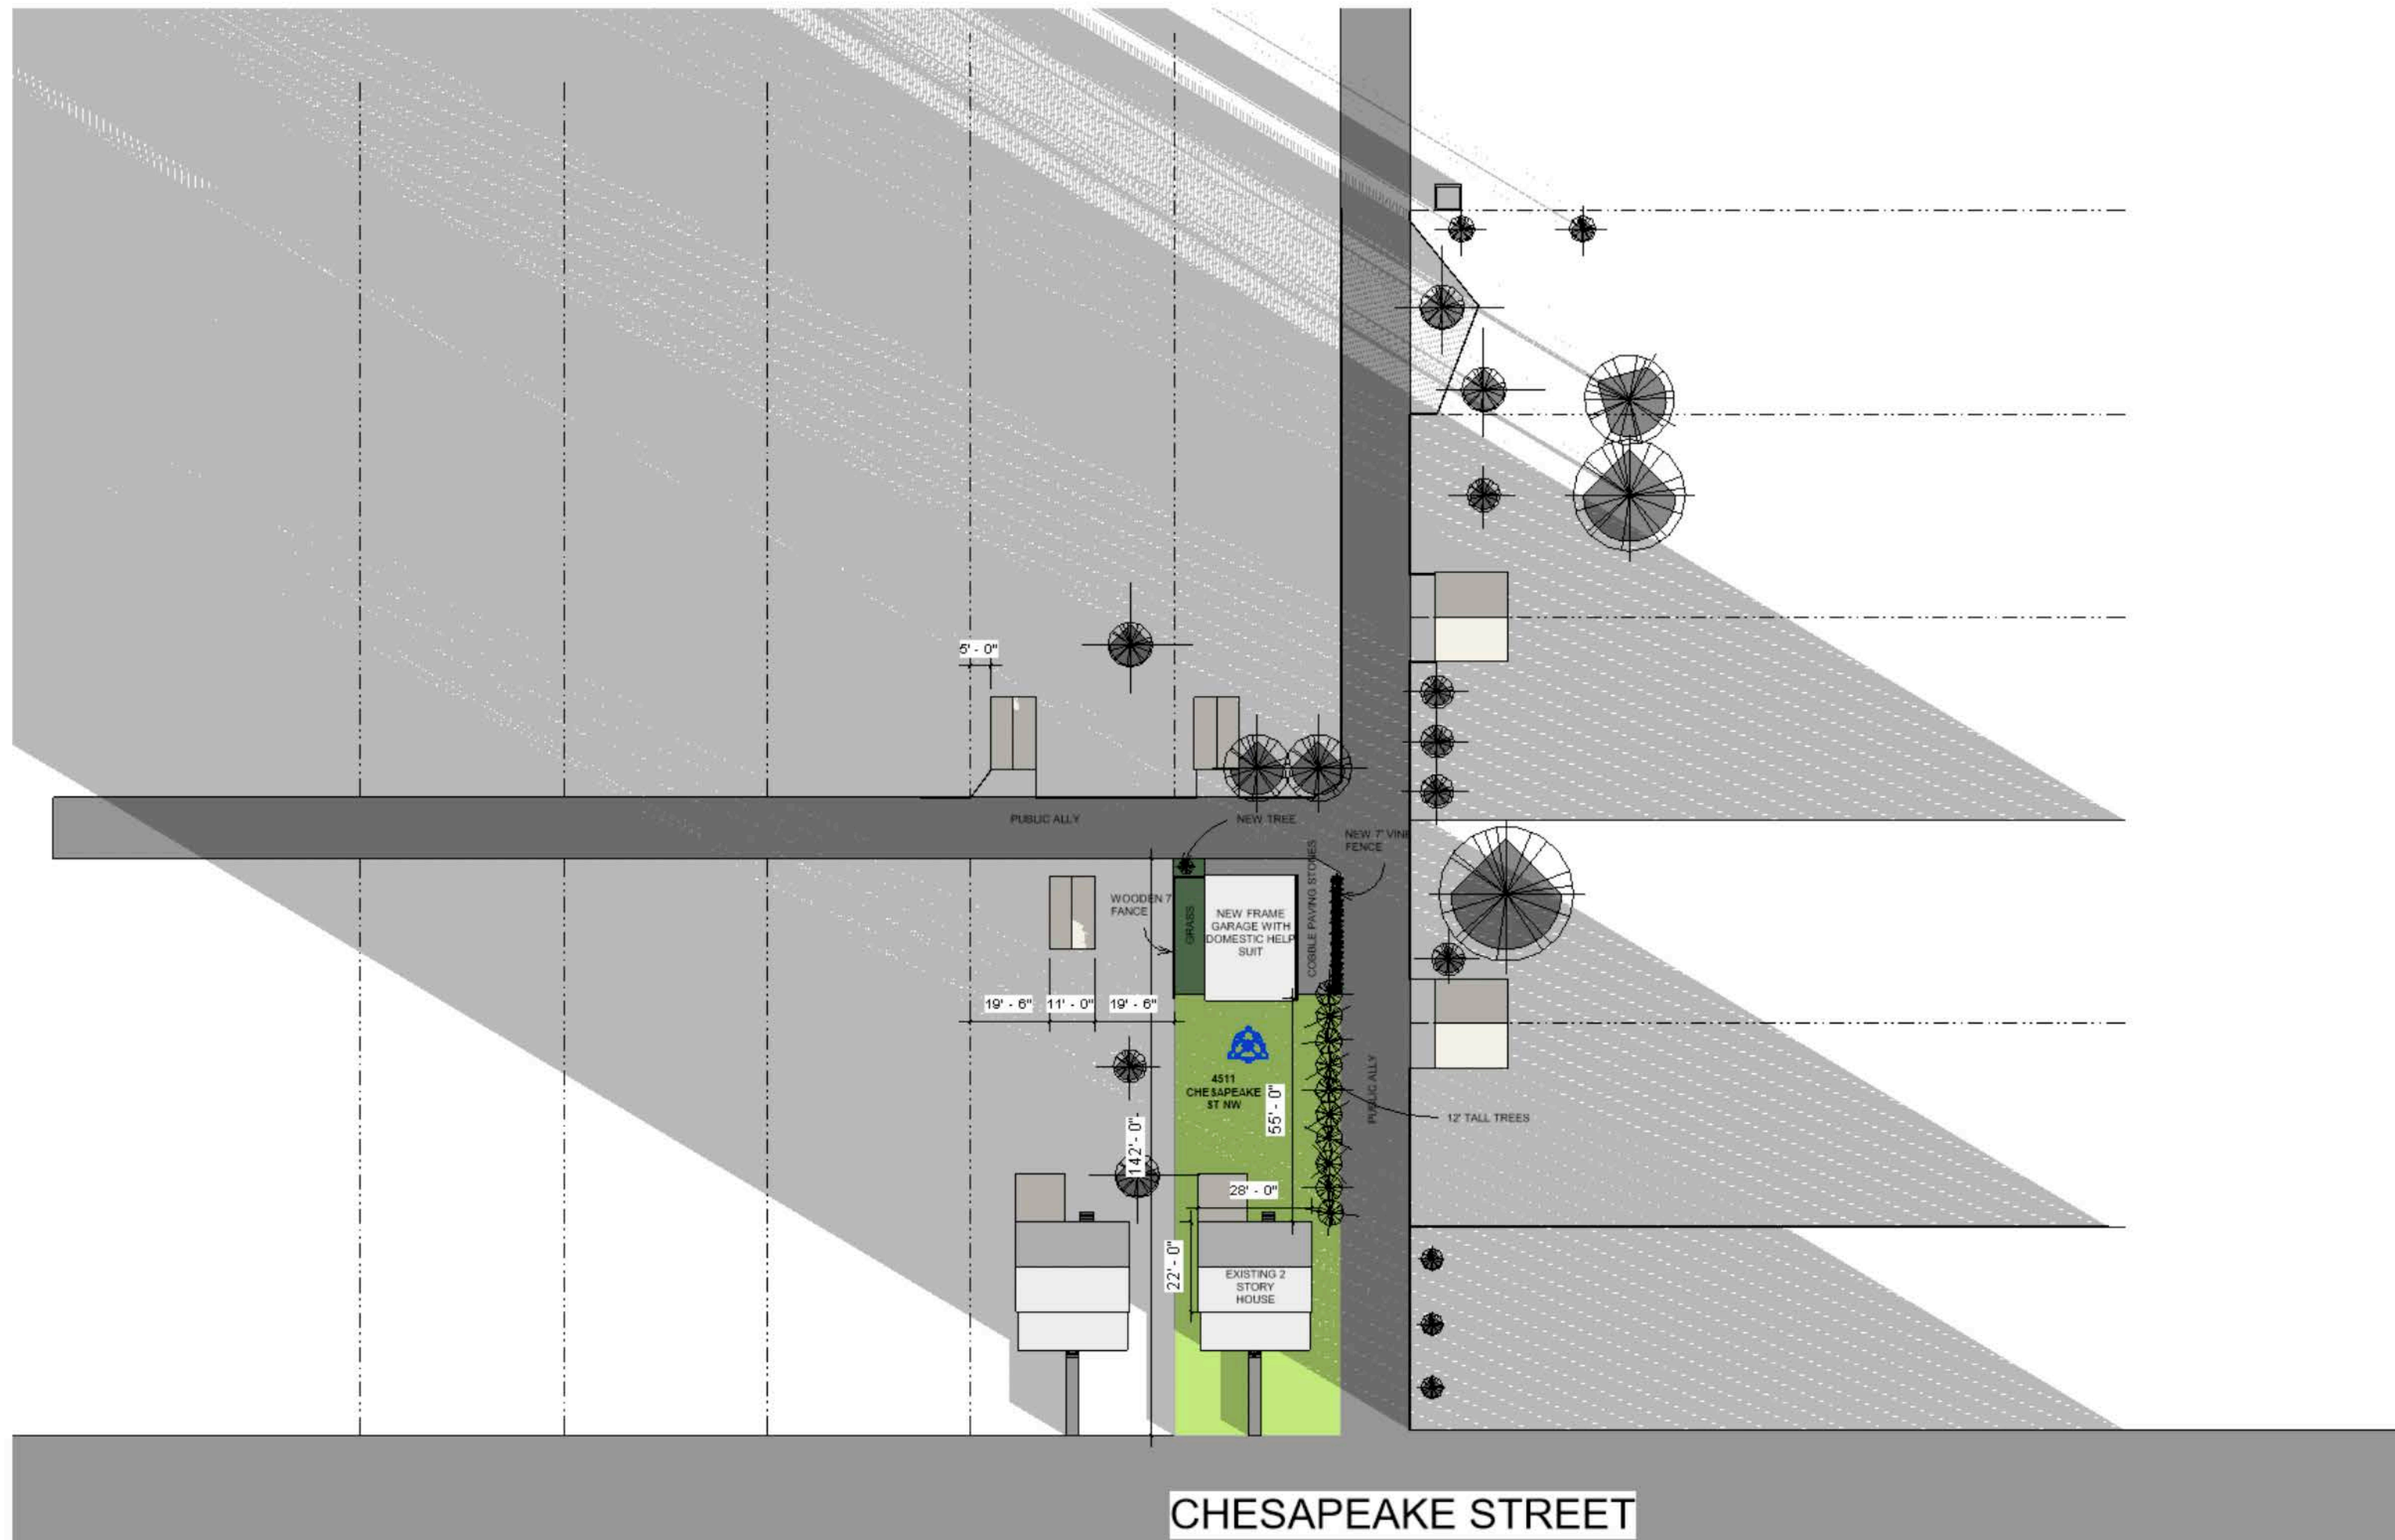 5' - 0"
PUBLIC ALLY
NEW TREE
NEW 7' VINE
FENCE
COBBLE PAVING STONES
WOODEN 7'
FANCE
GRASS
NEW FRAME
GARAGE WITH
DOMESTIC HELP
SUIT
19' - 6"
11' - 0"
19' - 6"
4511
CHESAPEAKE
ST NW
55' - 0"
PUBLIC ALLY
12' TALL TREES
142' - 0"
28' - 0"
22' - 0"
EXISTING 2
STORY
HOUSE
CHESAPEAKE STREET